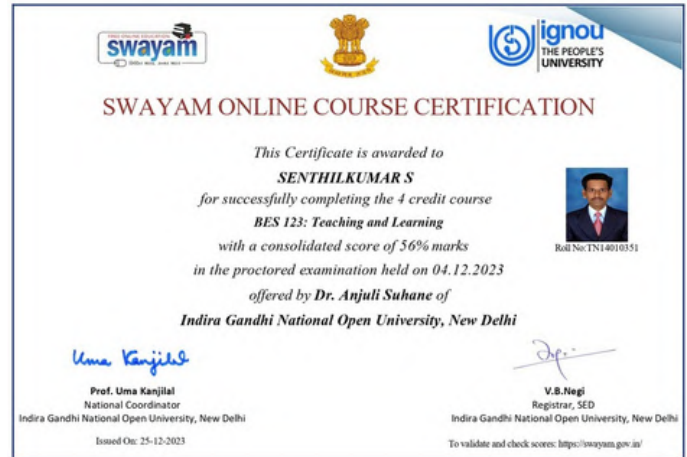 FREE ONLINE EDUCATION
swayam
ignou
THE PEOPLE'S
UNIVERSITY
SWAYAM ONLINE COURSE CERTIFICATION
This Certificate is awarded to
SENTHILKUMAR S
for successfully completing the 4 credit course
BES 123: Teaching and Learning
with a consolidated score of 56% marks
Roll No:TN14010351
in the proctored examination held on 04.12.2023
offered by Dr. Anjuli Suhane of
Indira Gandhi National Open University, New Delhi
Uma Kanjilal
Prof. Uma Kanjilal
National Coordinator
Indira Gandhi National Open University, New Delhi
Issued On: 25-12-2023
V.B.Negi
Registrar, SED
Indira Gandhi National Open University, New Delhi
To validate and check scores: https://swayam.gov.in/